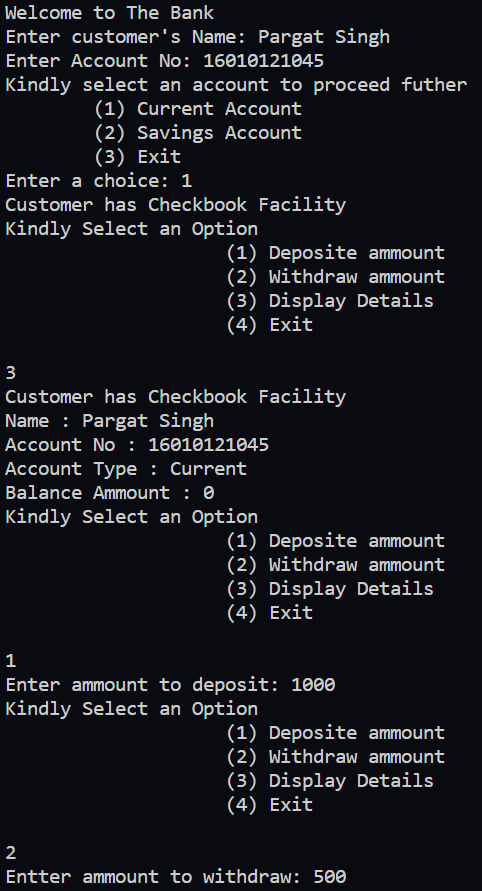 Welcome to The Bank
Enter customer's Name: Pargat Singh
Enter Account No: 16010121045
Kindly select an account to proceed futher
(1) Current Account
(2) Savings Account
(3) Exit
Enter a choice: 1
Customer has Checkbook Facility
Kindly Select an Option
(1) Deposite ammount
(2) Withdraw ammount
(3) Display Details
(4) Exit
3
Customer has Checkbook Facility
Name : Pargat Singh
Account No : 16010121045
Account Type : Current
Balance Ammount : 0
Kindly Select an Option
(1) Deposite ammount
(2) Withdraw ammount
(3) Display Details
(4) Exit
1
Enter ammount to deposit: 1000
Kindly Select an Option
(1) Deposite ammount
(2) Withdraw ammount
(3) Display Details
(4) Exit
2
Entter ammount to withdraw: 500